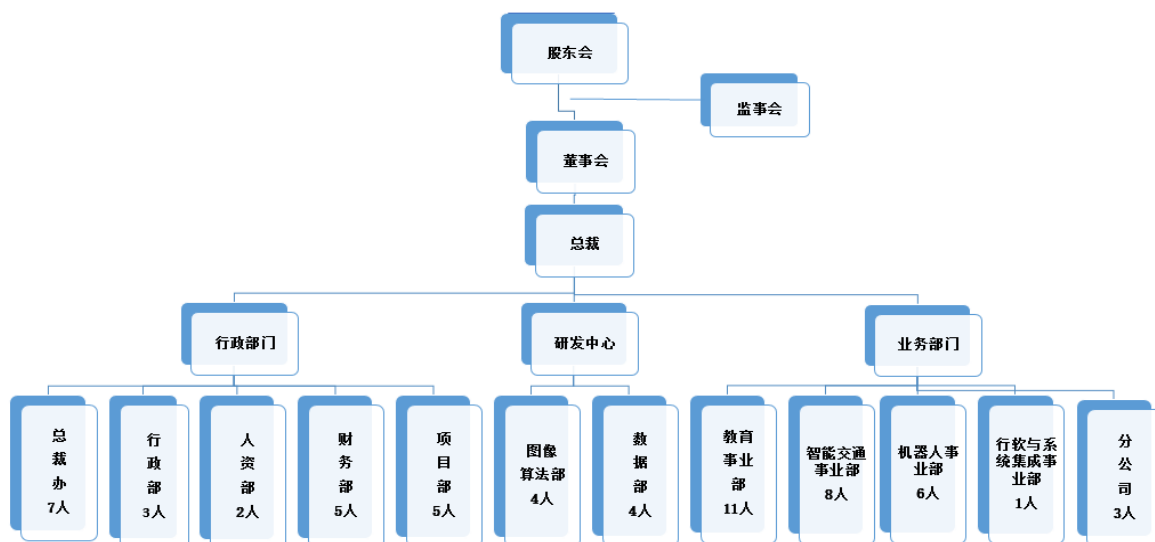 股东会
监事会
董事会
总裁
行政部门
研发中心
业务部门
总
裁
办
7人
行
政
部
3人
人
资
部
2人
财
务
部
5人
项
目
部
5人
图像
算法部
4人
数
据
部
4人
教育
事业
部
11人
智能交通
事业部
8人
机器人事
业部
6人
行软与系
统集成事
业部
1人
分
公
司
3人